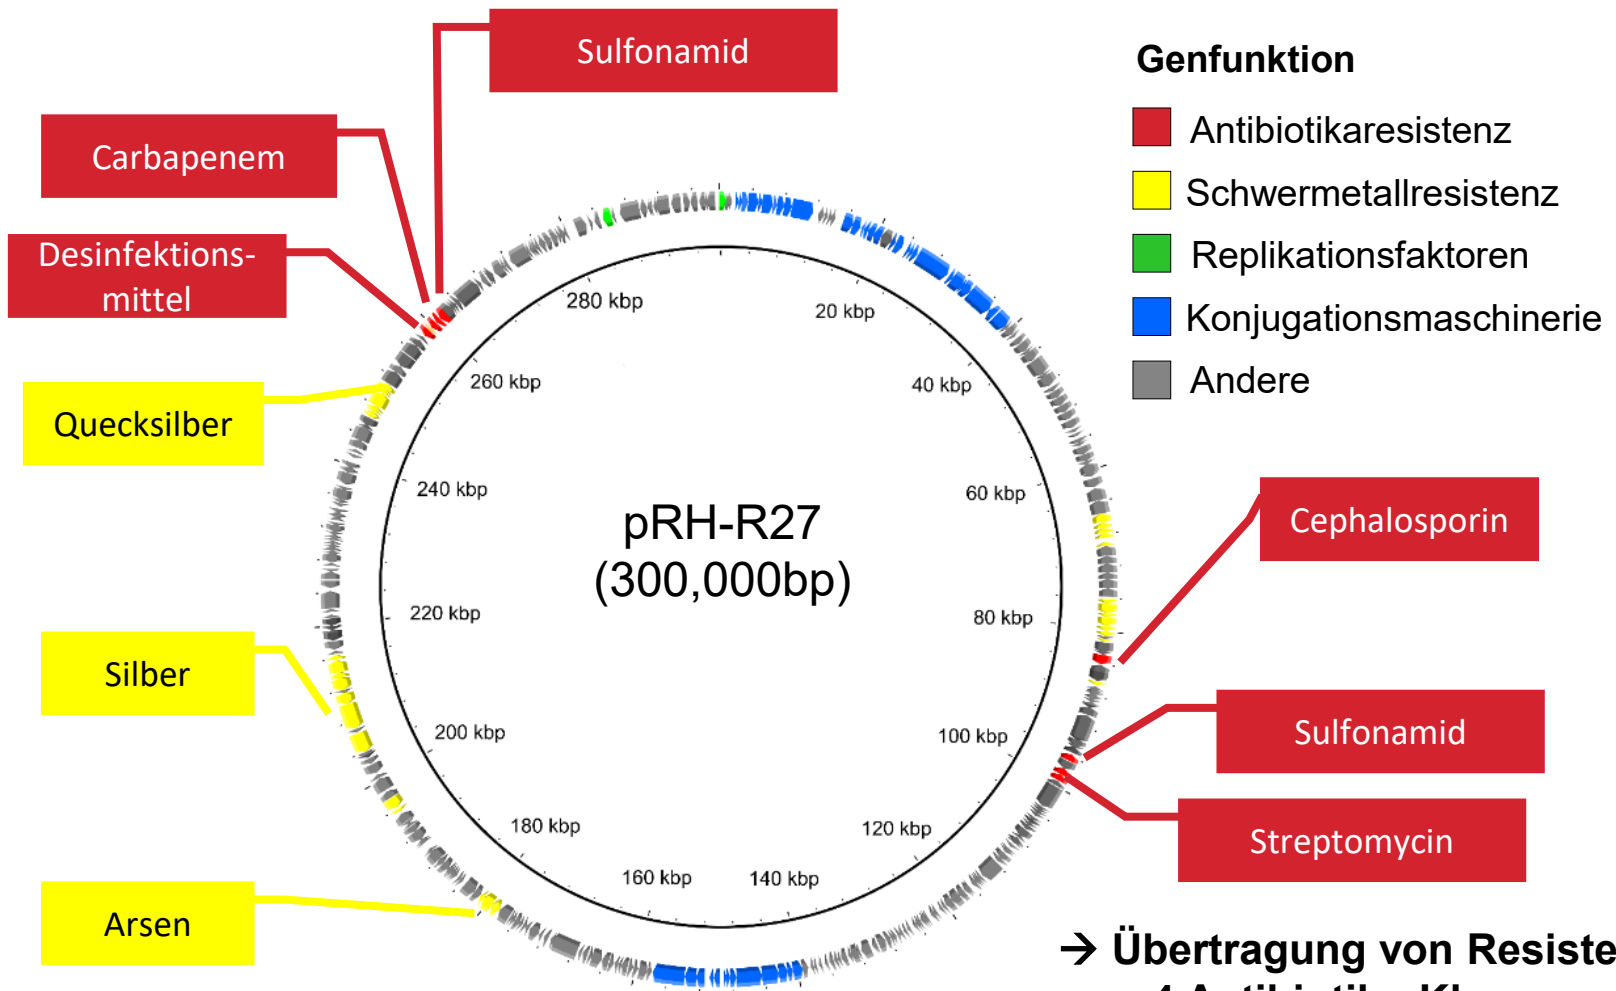 Sulfonamid
Carbapenem
Desinfektions-
mittel
Quecksilber
Silber
Arsen
Genfunktion
Antibiotikaresistenz
Schwermetallresistenz
Replikationsfaktoren
Konjugationsmaschinerie
Andere
280 kbp
20 kbp
260 kbp
40 kbp
240 kbp
60 kbp
220 kbp
80 kbp
200 kbp
100 kbp
180 kbp
120 kbp
160 kbp
140 kbp
pRH-R27
(300,000bp)
Cephalosporin
Sulfonamid
Streptomycin
→ Übertragung von Resiste